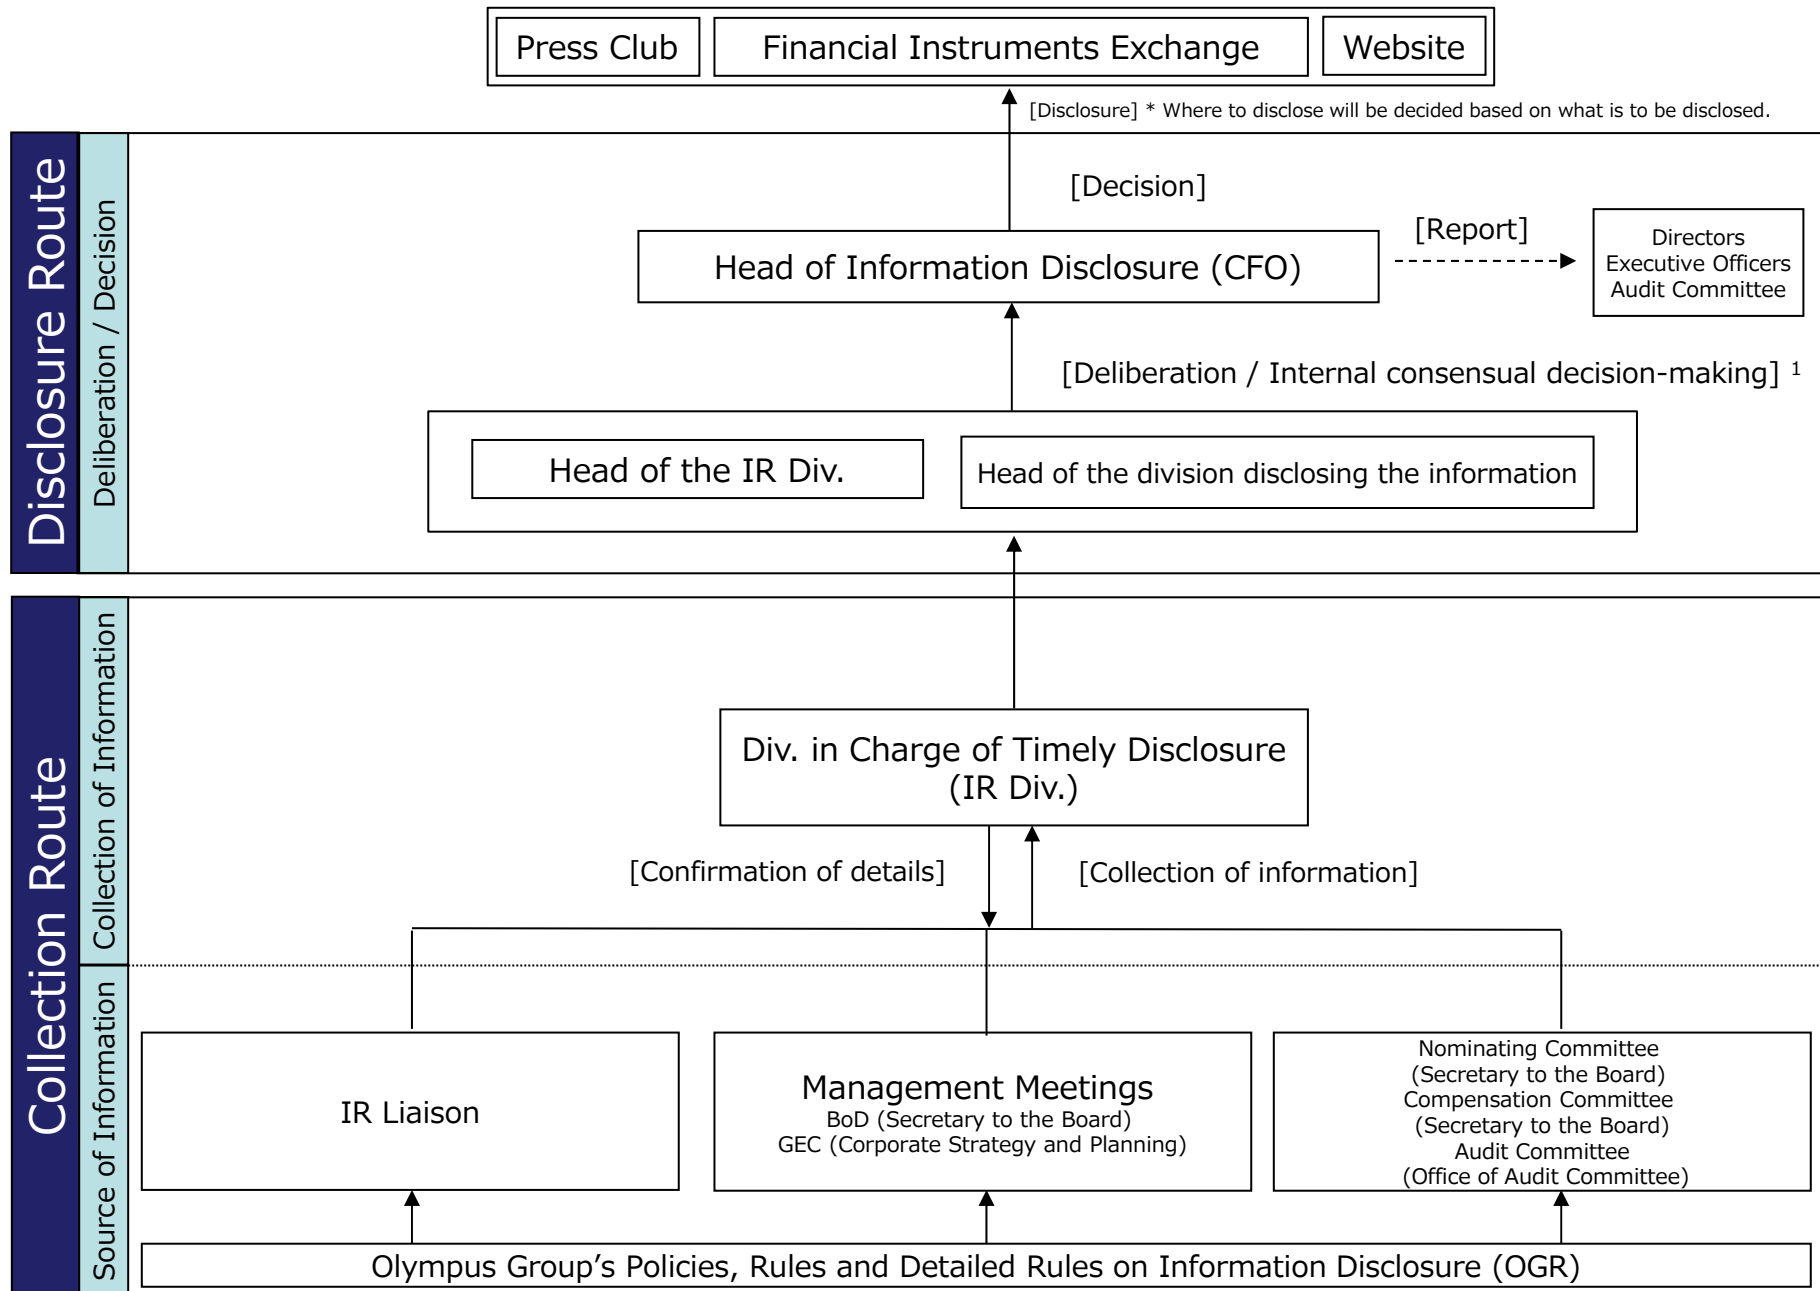 Press Club
Financial Instruments Exchange
Website
[Disclosure] * Where to disclose will be decided based on what is to be disclosed.
Disclosure Route
Deliberation / Decision
[Decision]
Head of Information Disclosure (CFO)
[Report]
Directors
Executive Officers
Audit Committee
[Deliberation / Internal consensual decision-making] ¹
Head of the IR Div.
Head of the division disclosing the information
Collection Route
Collection of Information
Div. in Charge of Timely Disclosure
(IR Div.)
[Confirmation of details]
[Collection of information]
Source of Information
IR Liaison
Management Meetings
BoD (Secretary to the Board)
GEC (Corporate Strategy and Planning)
Nominating Committee
(Secretary to the Board)
Compensation Committee
(Secretary to the Board)
Audit Committee
(Office of Audit Committee)
Olympus Group’s Policies, Rules and Detailed Rules on Information Disclosure (OGR)